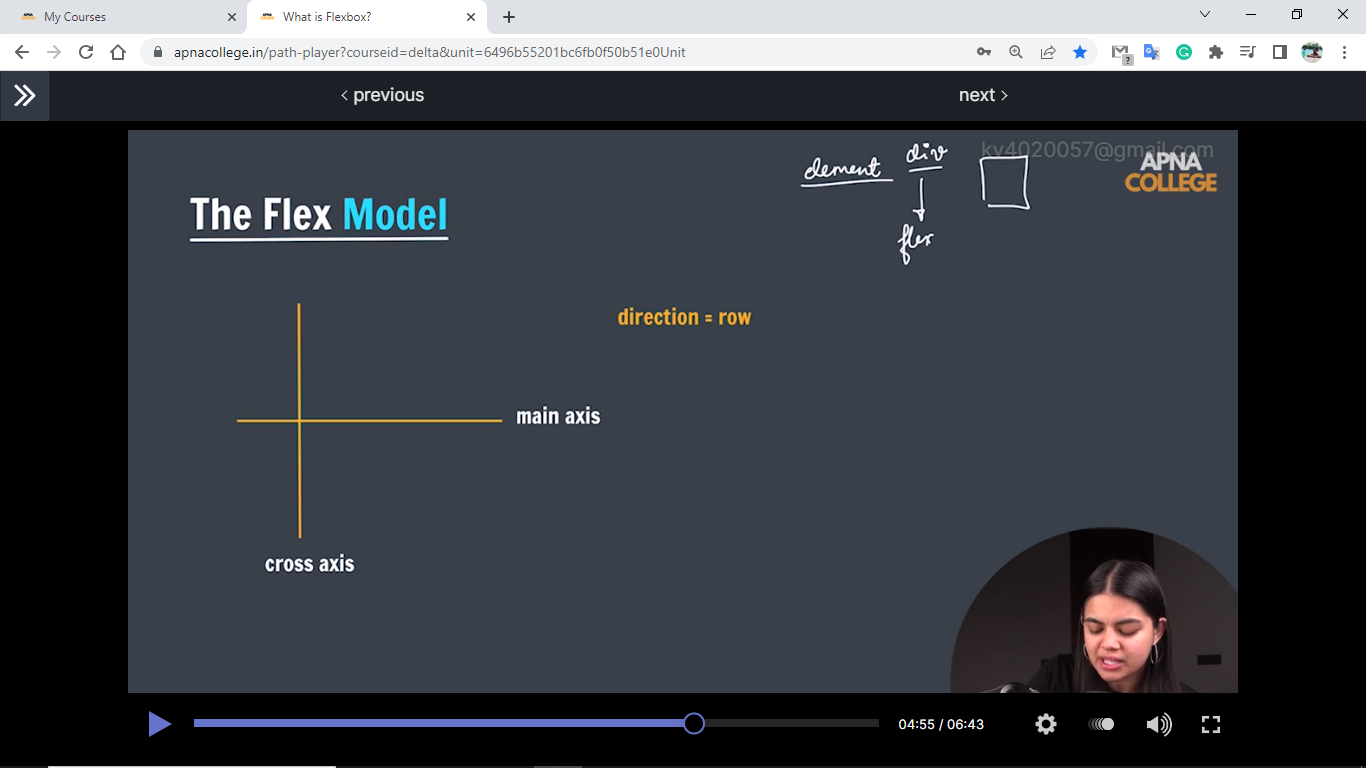 My Courses
What is Flexbox?
apnacollege.in/path-player?courseid=delta&unit=6496b55201bc6fb0f50b51e0Unit
previous
next
kv4020057@gmail.com
element div
flex
APNA
COLLEGE
The Flex Model
direction = row
main axis
cross axis
04:55 / 06:43